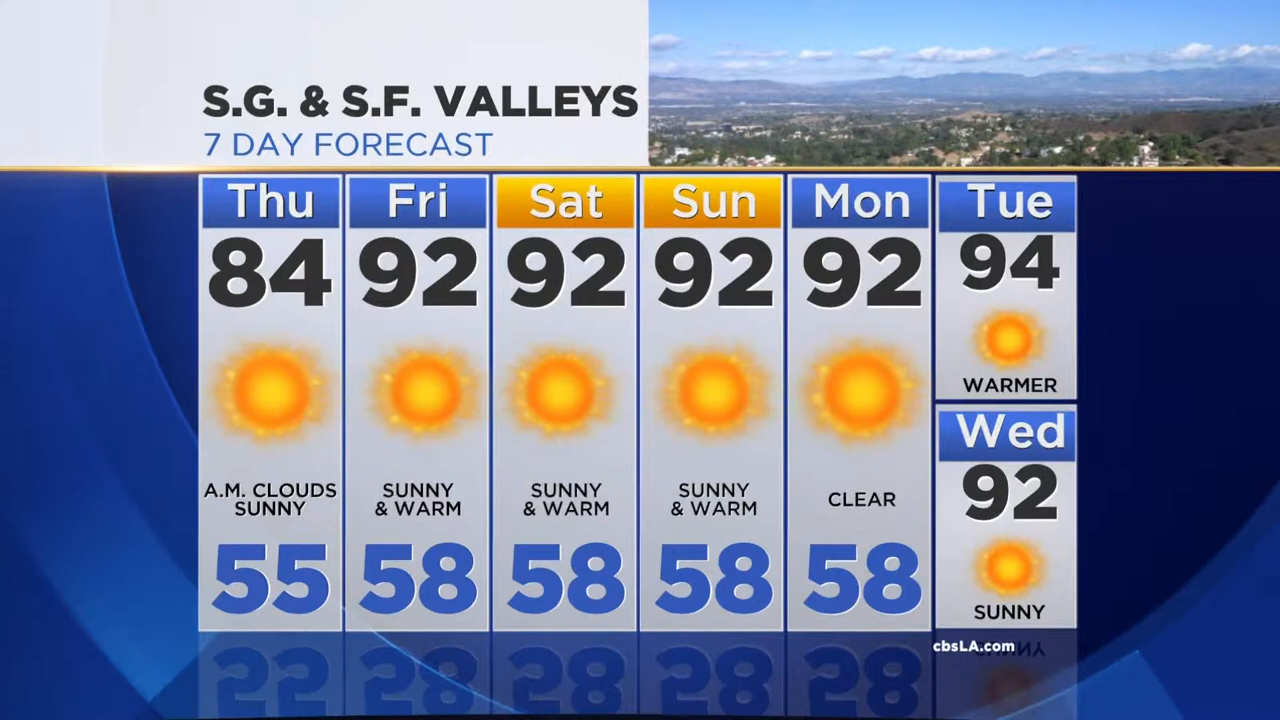 S.G. & S.F. VALLEYS
7 DAY FORECAST
Thu
84
A.M. CLOUDS
SUNNY
55
Fri
92
SUNNY
& WARM
58
Sat
92
SUNNY
& WARM
58
Sun
92
SUNNY
& WARM
58
Mon
92
CLEAR
58
Tue
94
WARMER
Wed
92
SUNNY
cbsLA.com